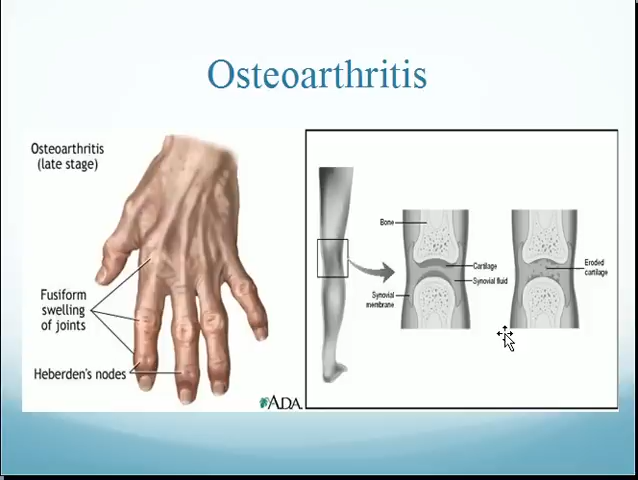 Osteoarthritis
Osteoarthritis
(late stage)
Fusiform
swelling
of joints
Heberden's nodes
ADA.
Bone
Cartilage
Synovial fluid
Synovial
membrane
Eroded
cartilage